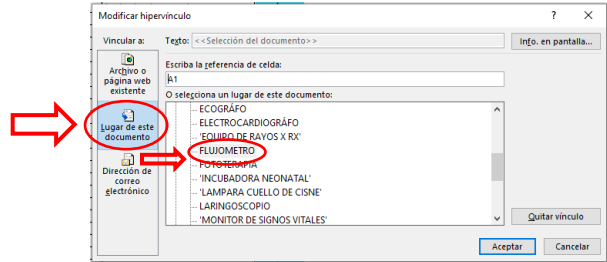 Modificar hipervínculo
? ×
Vincular a:
Texto: <<Selección del documento>>
Info. en pantalla...
Archivo o
página web
existente
Escriba la referencia de celda:
A1
O seleçciona un lugar de este documento:
Lugar de este
documento
Dirección de
correo
electrónico
ECOGRÁFO
ELECTROCARDIOGRÁFO
'EQUIPO DE RAYOS X RX'
FLUJOMETRO
FOTOTERAPIA
'INCUBADORA NEONATAL'
'LAMPARA CUELLO DE CISNE'
LARINGOSCOPIO
'MONITOR DE SIGNOS VITALES'
Quitar vínculo
Aceptar
Cancelar